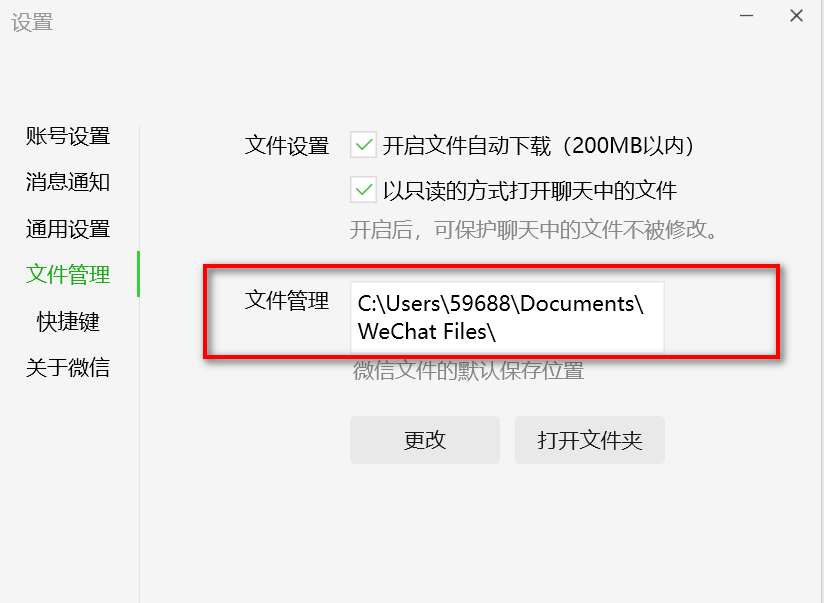 设置
账号设置
消息通知
通用设置
文件管理
快捷键
关于微信
文件设置
开启文件自动下载（200MB以内）
以只读的方式打开聊天中的文件
开启后，可保护聊天中的文件不被修改。
文件管理
C:\Users\59688\Documents\
WeChat Files\
微信文件的默认保存位置
更改
打开文件夹